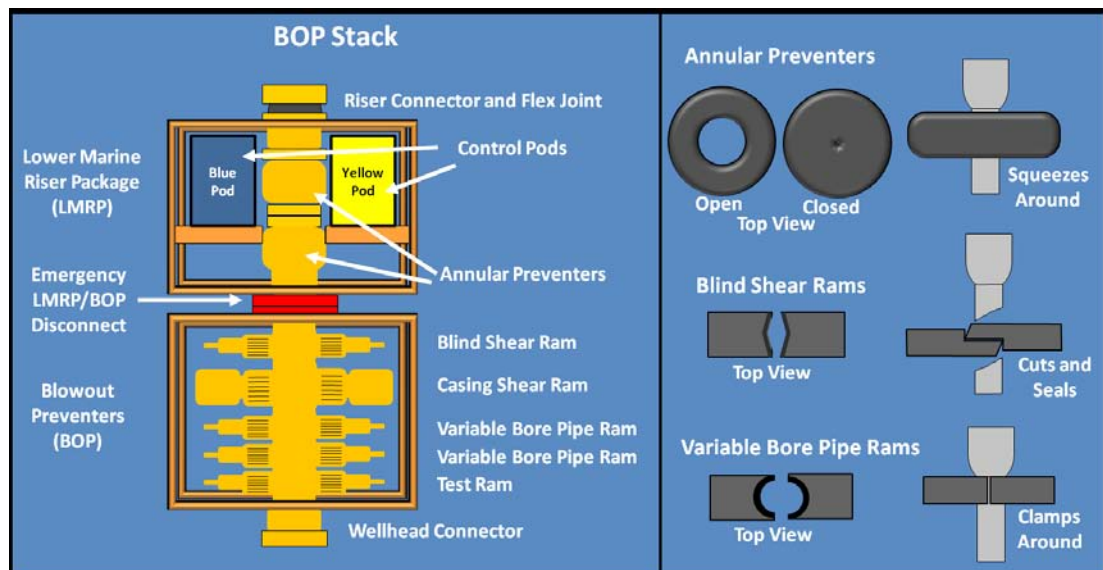 BOP Stack
Riser Connector and Flex Joint
Lower Marine
Riser Package
(LMRP)
Blue
Pod
Yellow
Pod
Control Pods
Emergency
LMRP/BOP
Disconnect
Annular Preventers
Blowout
Preventers
(BOP)
Blind Shear Ram
Casing Shear Ram
Variable Bore Pipe Ram
Variable Bore Pipe Ram
Test Ram
Wellhead Connector
Annular Preventers
Open
Closed
Top View
Squeezes
Around
Blind Shear Rams
Top View
Cuts and
Seals
Variable Bore Pipe Rams
Top View
Clamps
Around